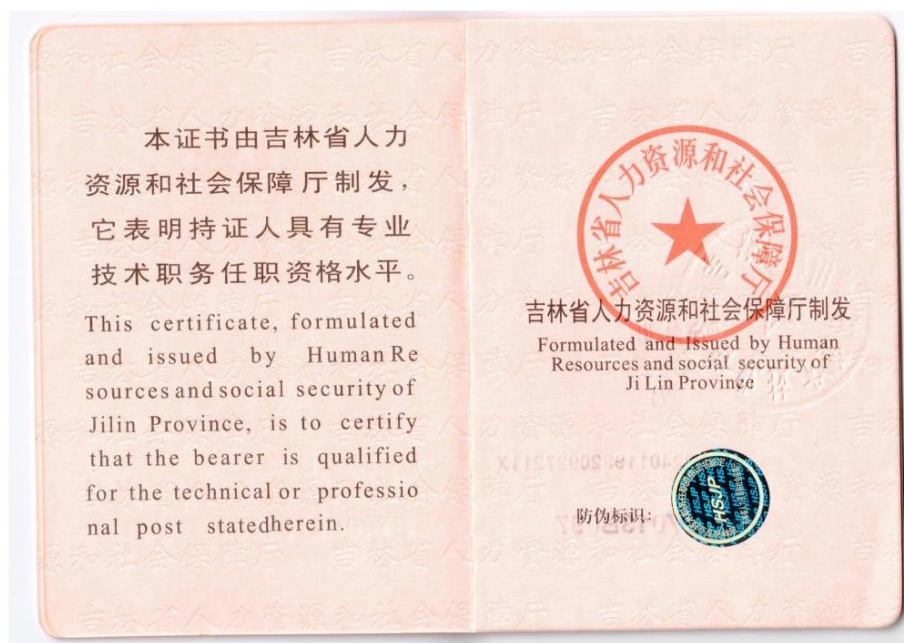 本证书由吉林省人力
资源和社会保障厅制发，
它表明持证人具有专业
技术职务任职资格水平。
This certificate, formulated
and issued by Human Re
sources and social security of
Jilin Province, is to certify
that the bearer is qualified
for the technical or professio
nal post statedherein.
吉林省人力资源和社会保障厅
吉林省人力资源和社会保障厅制发
Formulated and Issued by Human
Resources and social security of
Ji Lin Province
防伪标识：
HSJP